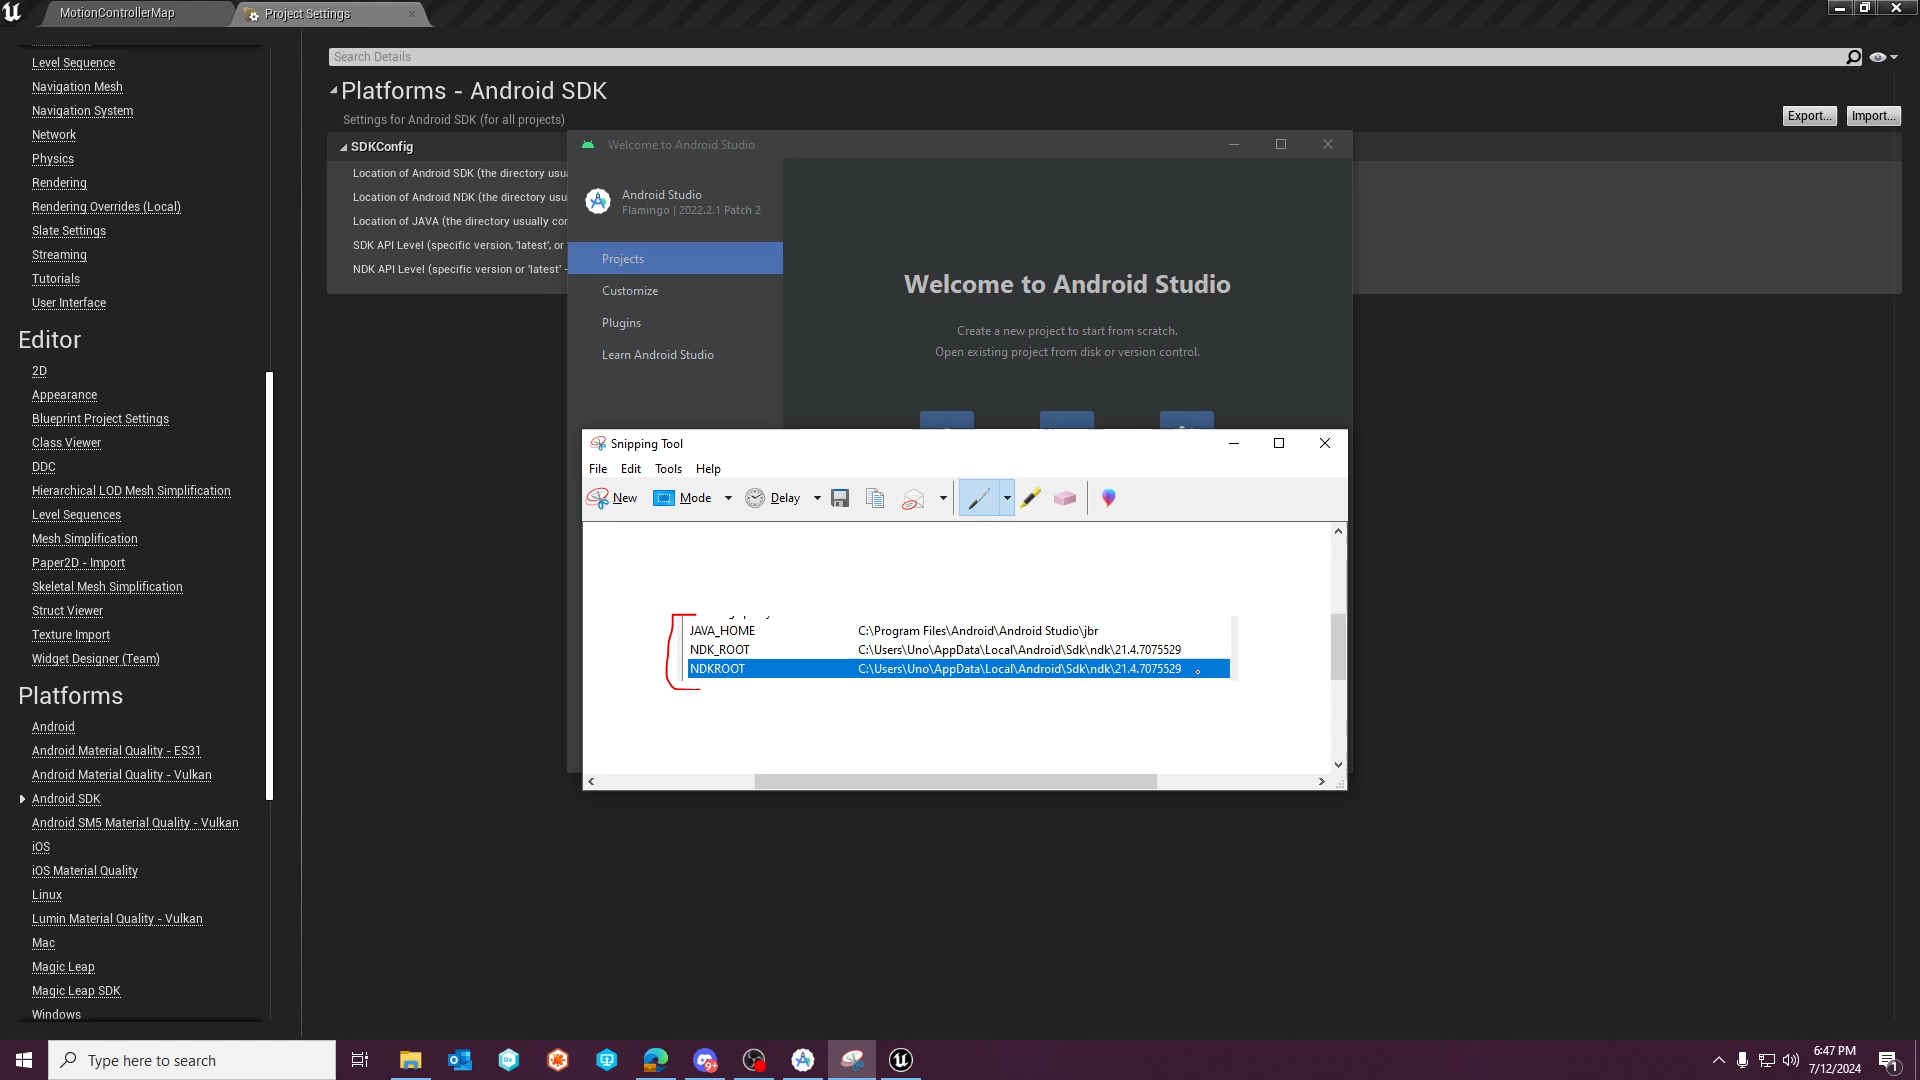 MotionControllerMap
Project Settings
Level Sequence
Navigation Mesh
Navigation System
Network
Physics
Rendering
Rendering Overrides (Local)
Slate Settings
Streaming
Tutorials
User Interface
Editor
2D
Appearance
Blueprint Project Settings
Class Viewer
DDC
Hierarchical LOD Mesh Simplification
Level Sequences
Mesh Simplification
Paper2D - Import
Skeletal Mesh Simplification
Struct Viewer
Texture Import
Widget Designer (Team)
Platforms
Android
Android Material Quality - ES31
Android Material Quality - Vulkan
Android SDK
Android SM5 Material Quality - Vulkan
iOS
iOS Material Quality
Linux
Lumin Material Quality - Vulkan
Mac
Magic Leap
Magic Leap SDK
Windows
Search Details
Platforms - Android SDK
Settings for Android SDK (for all projects)
Export...
Import...
SDKConfig
Location of Android SDK (the directory usu
Location of Android NDK (the directory usu
Location of JAVA (the directory usually con
SDK API Level (specific version, 'latest', or
NDK API Level (specific version or 'latest' -
Welcome to Android Studio
Android Studio
Flamingo | 2022.2.1 Patch 2
Projects
Customize
Plugins
Learn Android Studio
Welcome to Android Studio
Create a new project to start from scratch.
Open existing project from disk or version control.
Snipping Tool
File Edit Tools Help
New Mode Delay
JAVA_HOME C:\Program Files\Android\Android Studio\jbr
NDK_ROOT C:\Users\Uno\AppData\Local\Android\Sdk\ndk\21.4.7075529
NDKROOT C:\Users\Uno\AppData\Local\Android\Sdk\ndk\21.4.7075529
Type here to search
9+
6:47 PM
7/12/2024
1